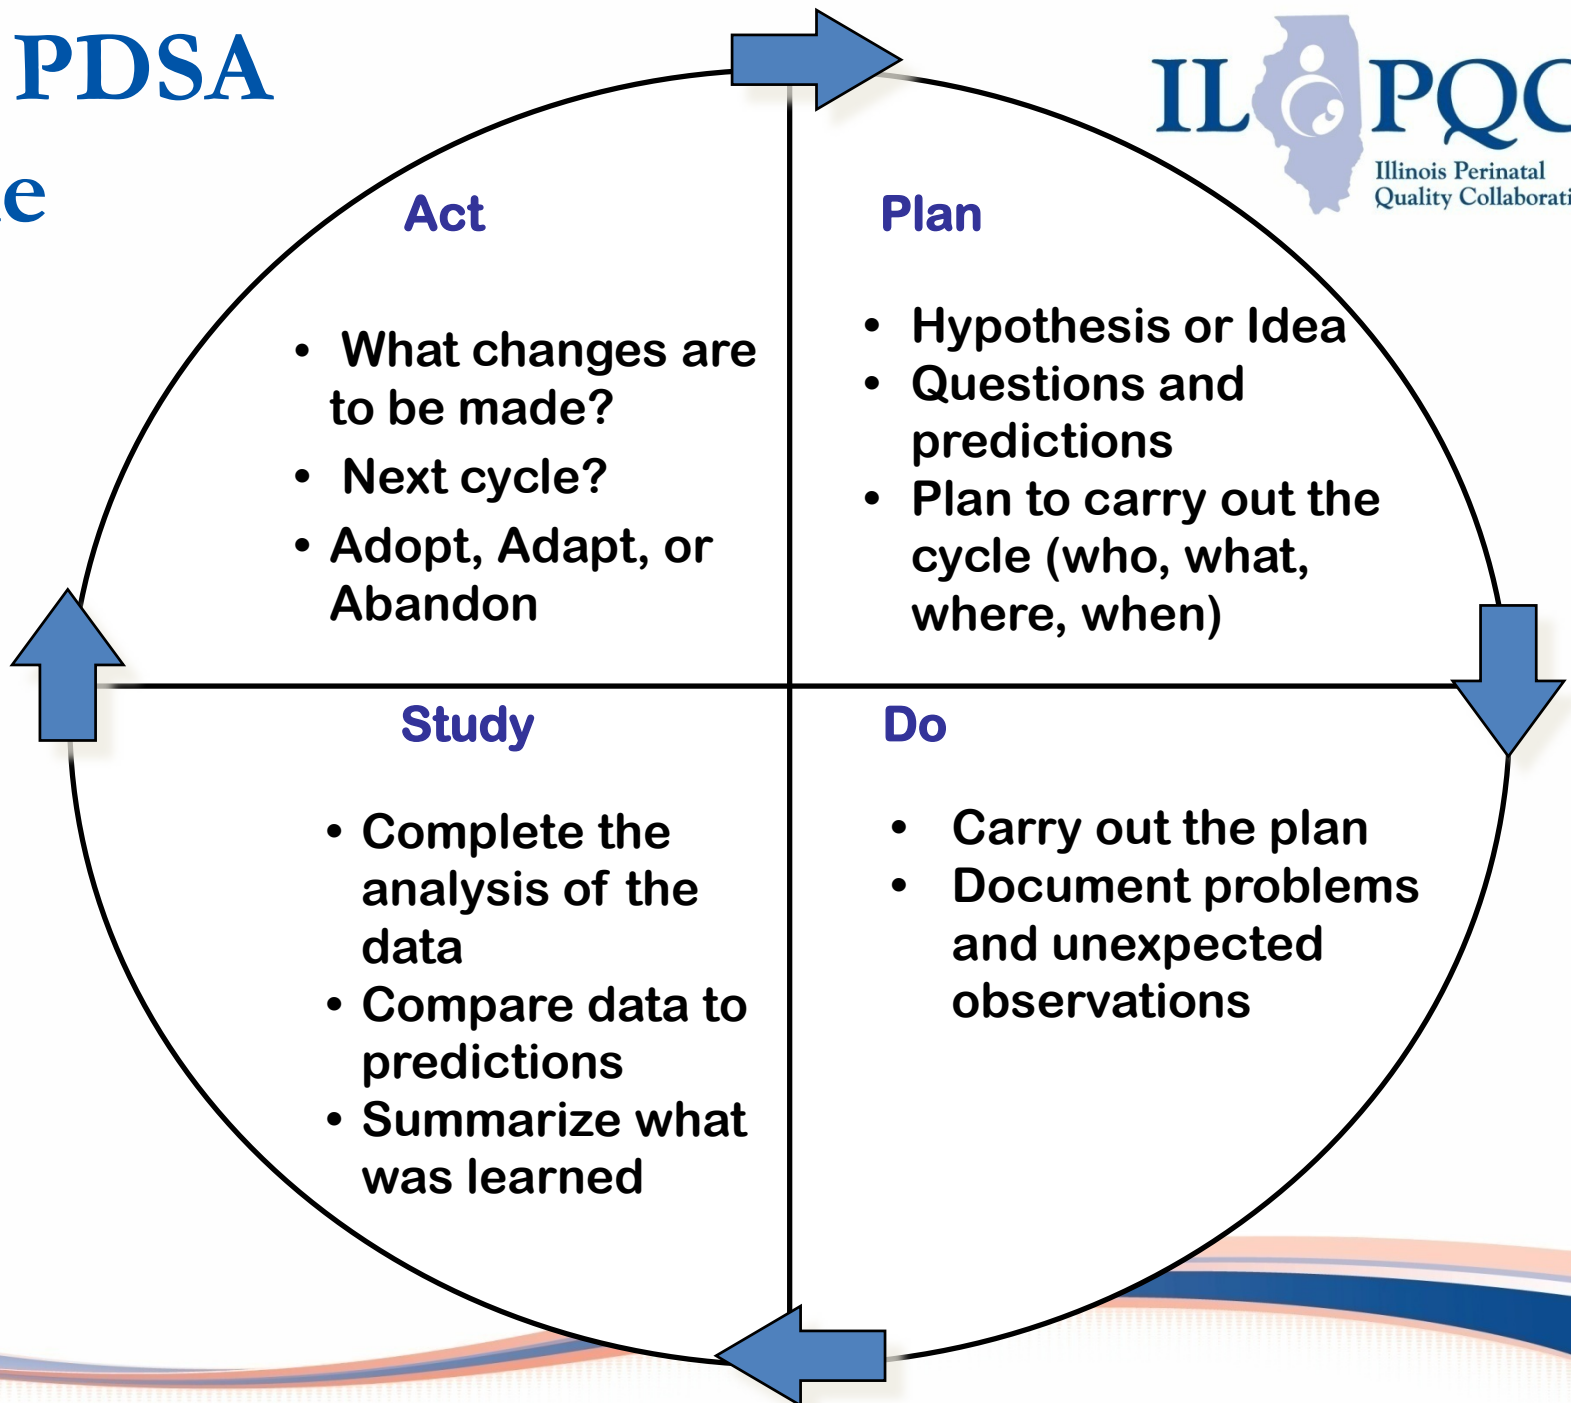 PDSA
IL PQC
Illinois Perinatal
Act
Plan
• What changes are
to be made?
• Next cycle?
• Adopt, Adapt, or
Abandon
• Hypothesis or Idea
• Questions and
predictions
• Plan to carry out the
cycle (who, what,
where, when)
Study
Do
• Complete the
analysis of the
data
• Compare data to
predictions
• Summarize what
was learned
• Carry out the plan
• Document problems
and unexpected
observations
Quality